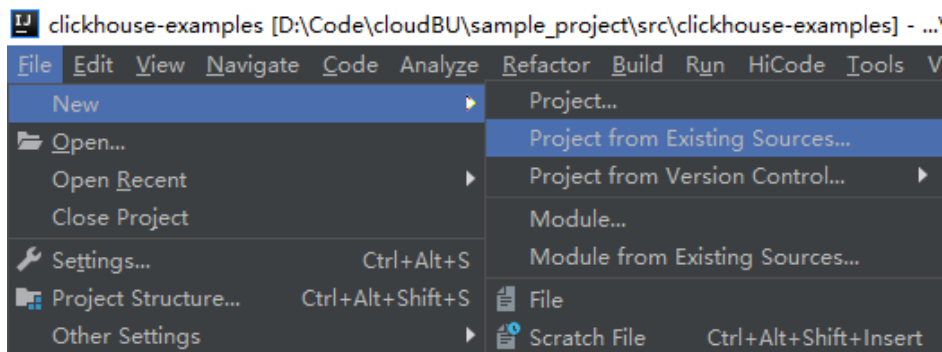 IJ clickhouse-examples [D:\Code\cloudBU\sample_project\src\clickhouse-examples] - ...\
File Edit View Navigate Code Analyze Refactor Build Run HiCode Tools V
New
Open...
Open Recent
Close Project
Settings... Ctrl+Alt+S
Project Structure... Ctrl+Alt+Shift+S
Other Settings
Project...
Project from Existing Sources...
Project from Version Control...
Module...
Module from Existing Sources...
File
Scratch File Ctrl+Alt+Shift+Insert